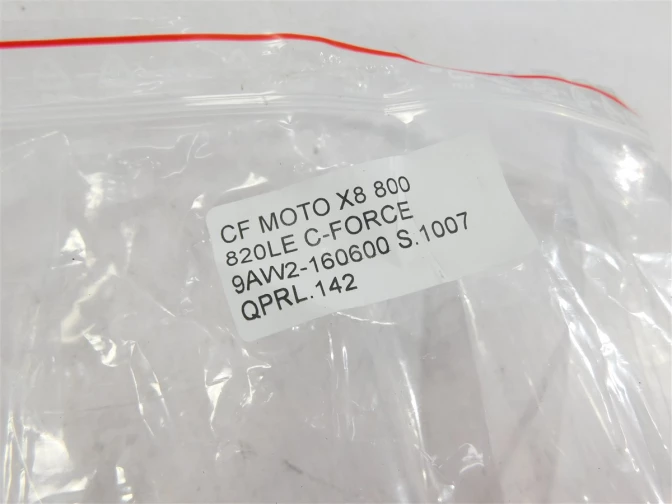 CF MOTO X8 800
820LE C-FORCE
9AW2-160600 S.1007
QPRL.142